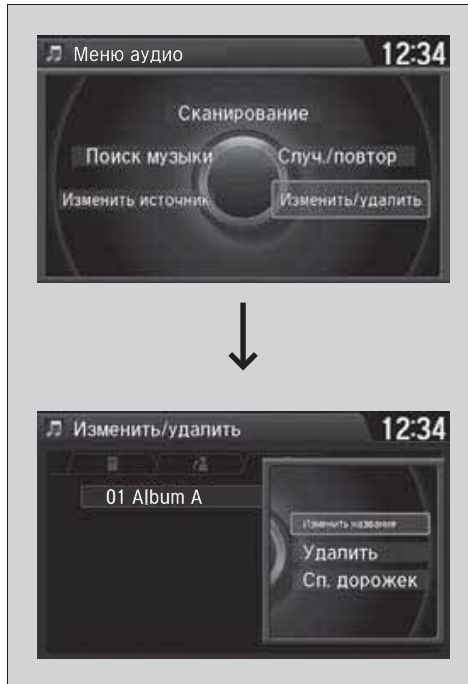 Меню аудио 12:34
Сканирование
Поиск музыки Случ./повтор
Изменить источник Изменить/удалить
Изменить/удалить 12:34
01 Album A
Изменить название
Удалить
Сп. дорожек